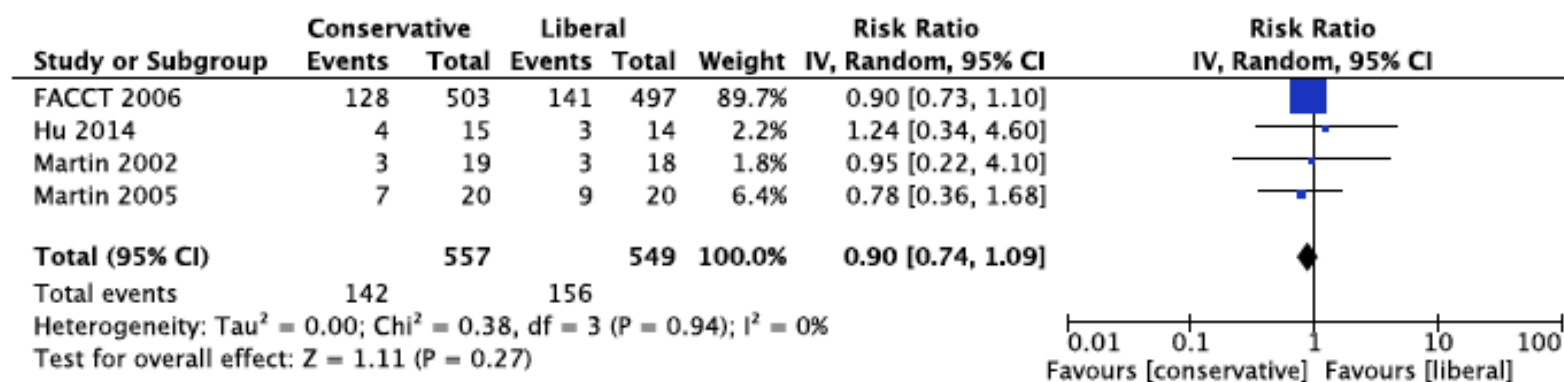 Conservative Liberal Risk Ratio Risk Ratio
Study or Subgroup Events Total Events Total Weight IV, Random, 95% CI IV, Random, 95% CI
FACCT 2006 128 503 141 497 89.7% 0.90 [0.73, 1.10]
Hu 2014 4 15 3 14 2.2% 1.24 [0.34, 4.60]
Martin 2002 3 19 3 18 1.8% 0.95 [0.22, 4.10]
Martin 2005 7 20 9 20 6.4% 0.78 [0.36, 1.68]
Total (95% CI) 557 549 100.0% 0.90 [0.74, 1.09]
Total events 142 156
Heterogeneity: Tau² = 0.00; Chi² = 0.38, df = 3 (P = 0.94); I² = 0%
Test for overall effect: Z = 1.11 (P = 0.27)
0.01 0.1 1 10 100
Favours [conservative] Favours [liberal]